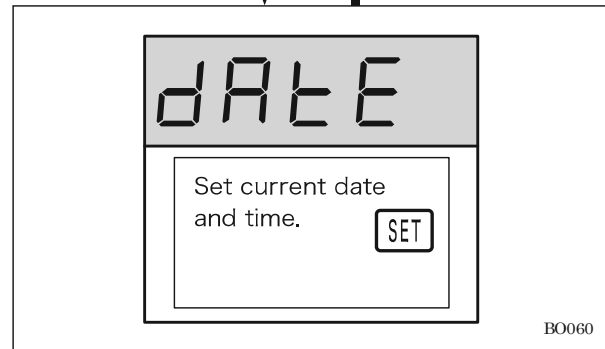 dAtE
Set current date
and time.
SET
BO060